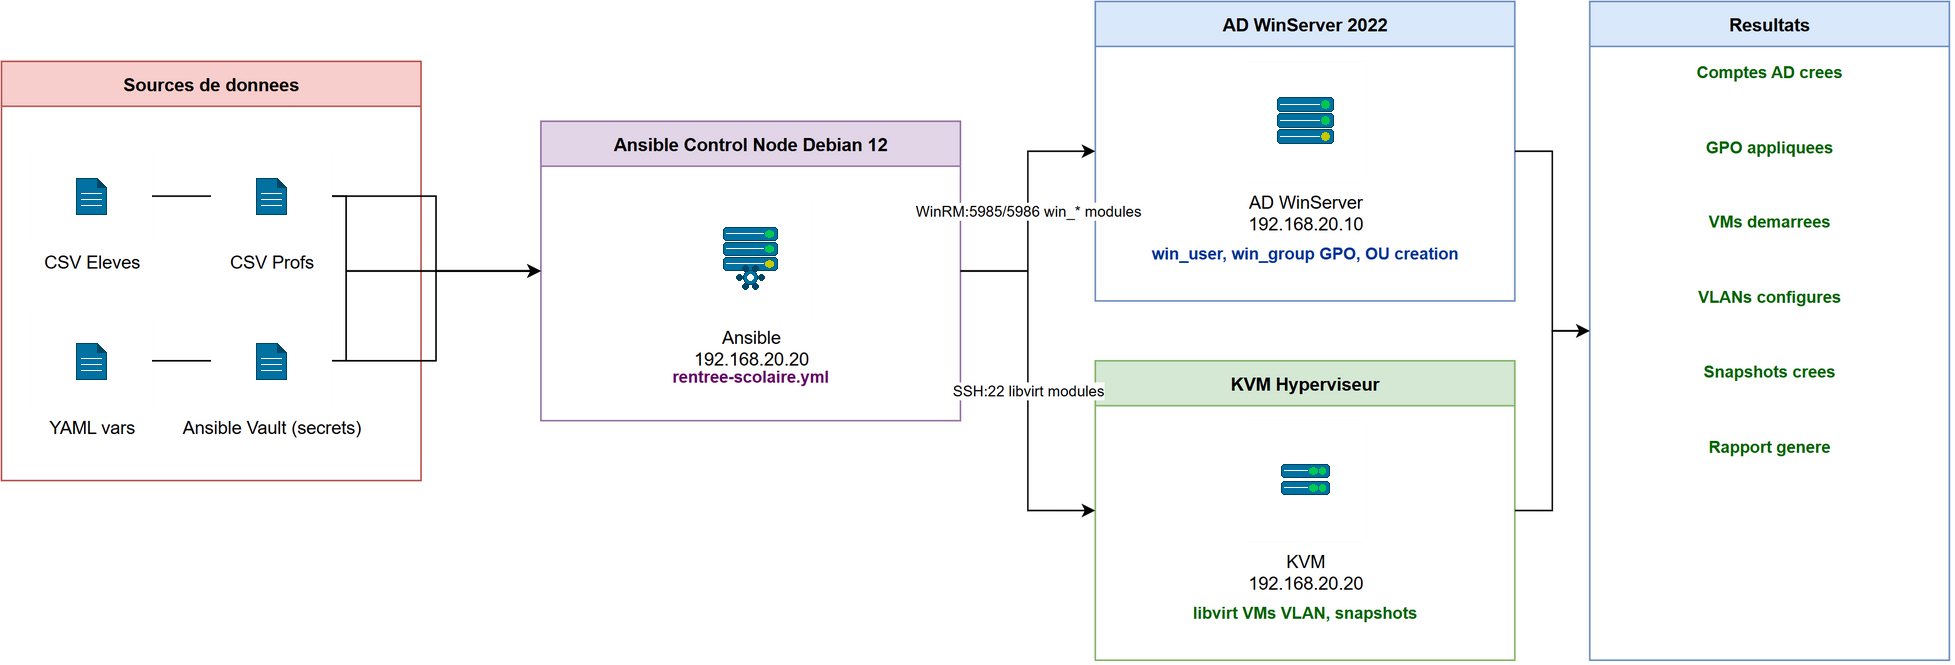 Sources de donnees
CSV Eleves
CSV Profs
YAML vars
Ansible Vault (secrets)
Ansible Control Node Debian 12
Ansible
192.168.20.20
rentree-scolaire.yml
WinRM:5985/5986 win_* modules
SSH:22 libvirt modules
AD WinServer 2022
AD WinServer
192.168.20.10
win_user, win_group GPO, OU creation
KVM Hyperviseur
KVM
192.168.20.20
libvirt VMs VLAN, snapshots
Resultats
Comptes AD crees
GPO appliquees
VMs demarrees
VLANs configures
Snapshots crees
Rapport genere